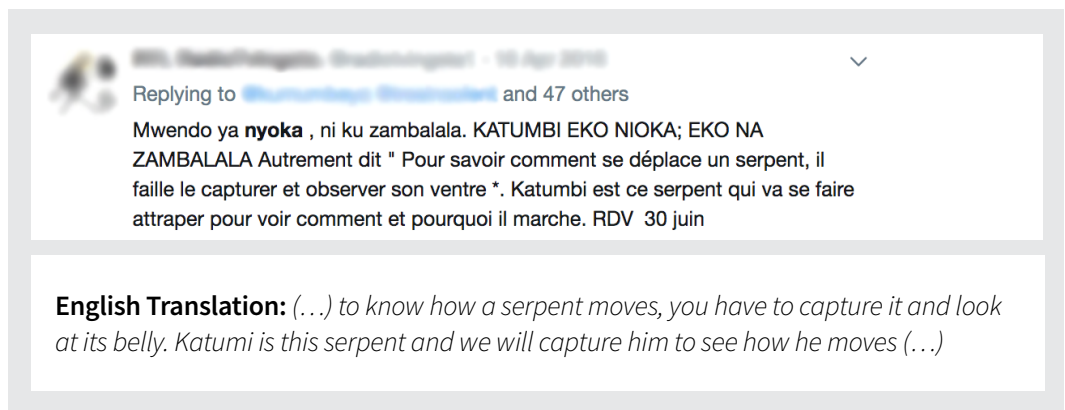 Replying to and 47 others
Mwendo ya nyoka , ni ku zambalala. KATUMBI EKO NIOKA; EKO NA
ZAMBALALA Autrement dit " Pour savoir comment se déplace un serpent, il
faille le capturer et observer son ventre *. Katumbi est ce serpent qui va se faire
attraper pour voir comment et pourquoi il marche. RDV 30 juin
English Translation: (…) to know how a serpent moves, you have to capture it and look
at its belly. Katumi is this serpent and we will capture him to see how he moves (…)